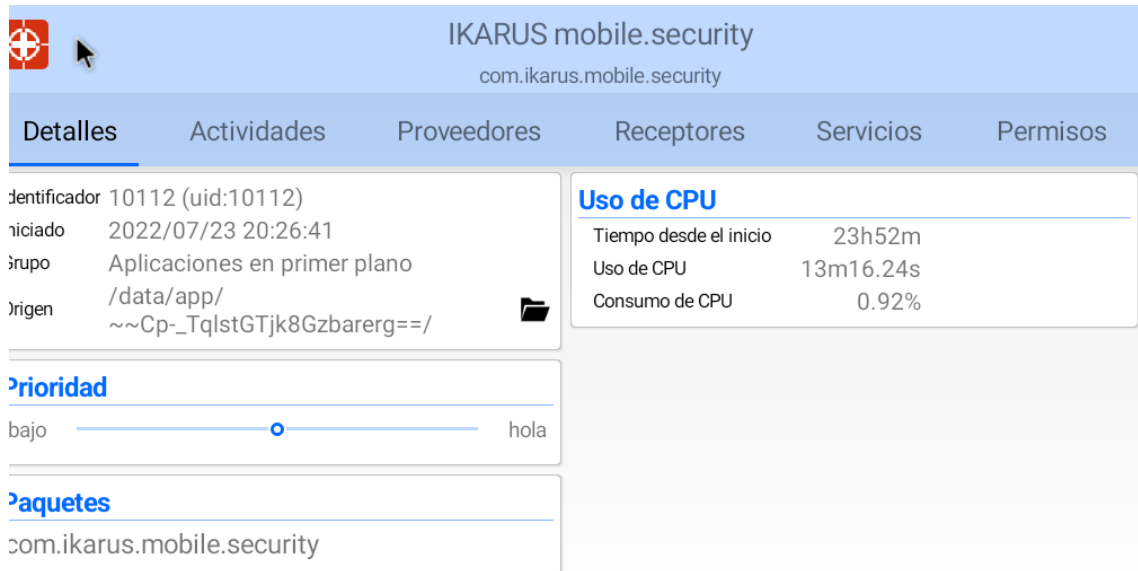 IKARUS mobile.security
com.ikarus.mobile.security
Detalles Actividades Proveedores Receptores Servicios Permisos
dentificador 10112 (uid:10112)
niciado 2022/07/23 20:26:41
Grupo Aplicaciones en primer plano
Origen /data/app/
~~Cp-_TqlstGTjk8Gzbarerg==/
Prioridad
bajo hola
Paquetes
com.ikarus.mobile.security
Uso de CPU
Tiempo desde el inicio 23h52m
Uso de CPU 13m16.24s
Consumo de CPU 0.92%